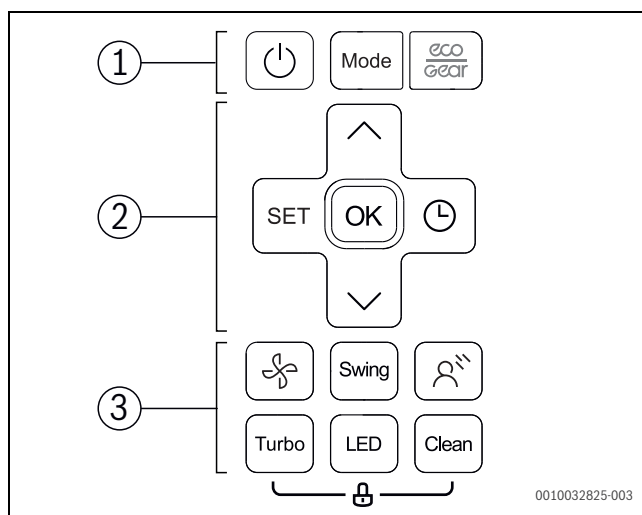 1
Mode
eco
Gear
2
SET
OK
3
Swing
Turbo
LED
Clean
0010032825-003